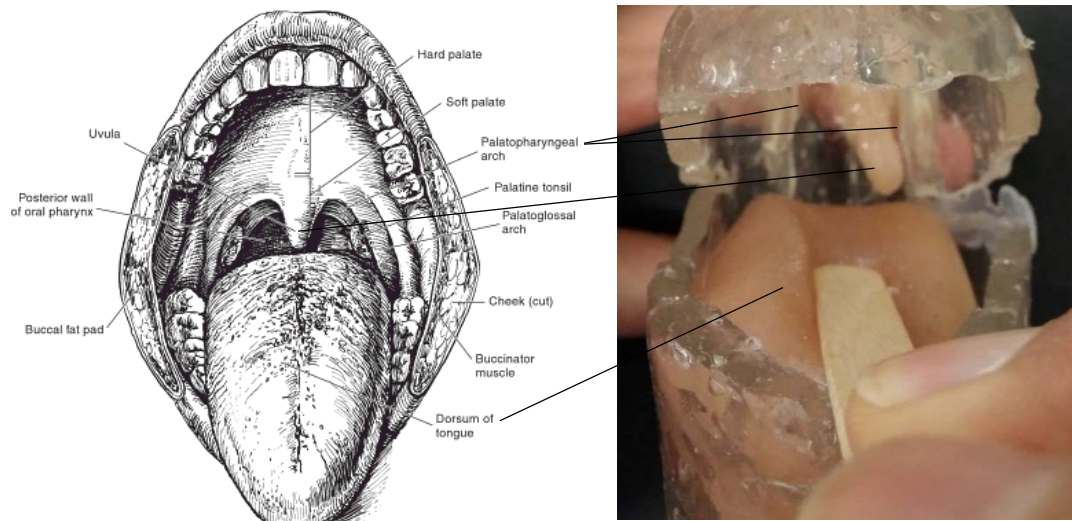 Hard palate
Soft palate
Uvula
Palatopharyngeal
arch
Posterior wall
of oral pharynx
Palatine tonsil
Palatoglossal
arch
Cheek (cut)
Buccal fat pad
Buccinator
muscle
Dorsum of
tongue